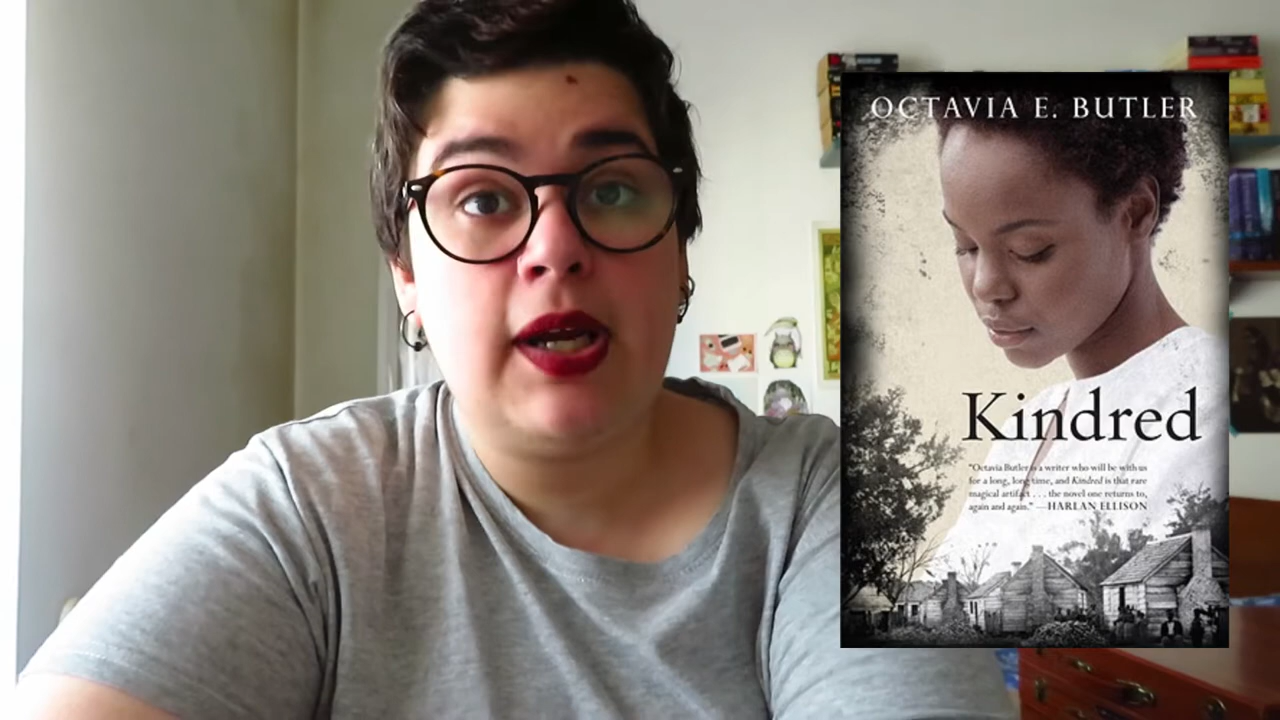 OCTAVIA E. BUTLER
Kindred
"Octavia Butler is a writer who will be with us
for a long, long time, and Kindred is that rare
magical artifact . . . the novel one returns to,
again and again." —HARLAN ELLISON